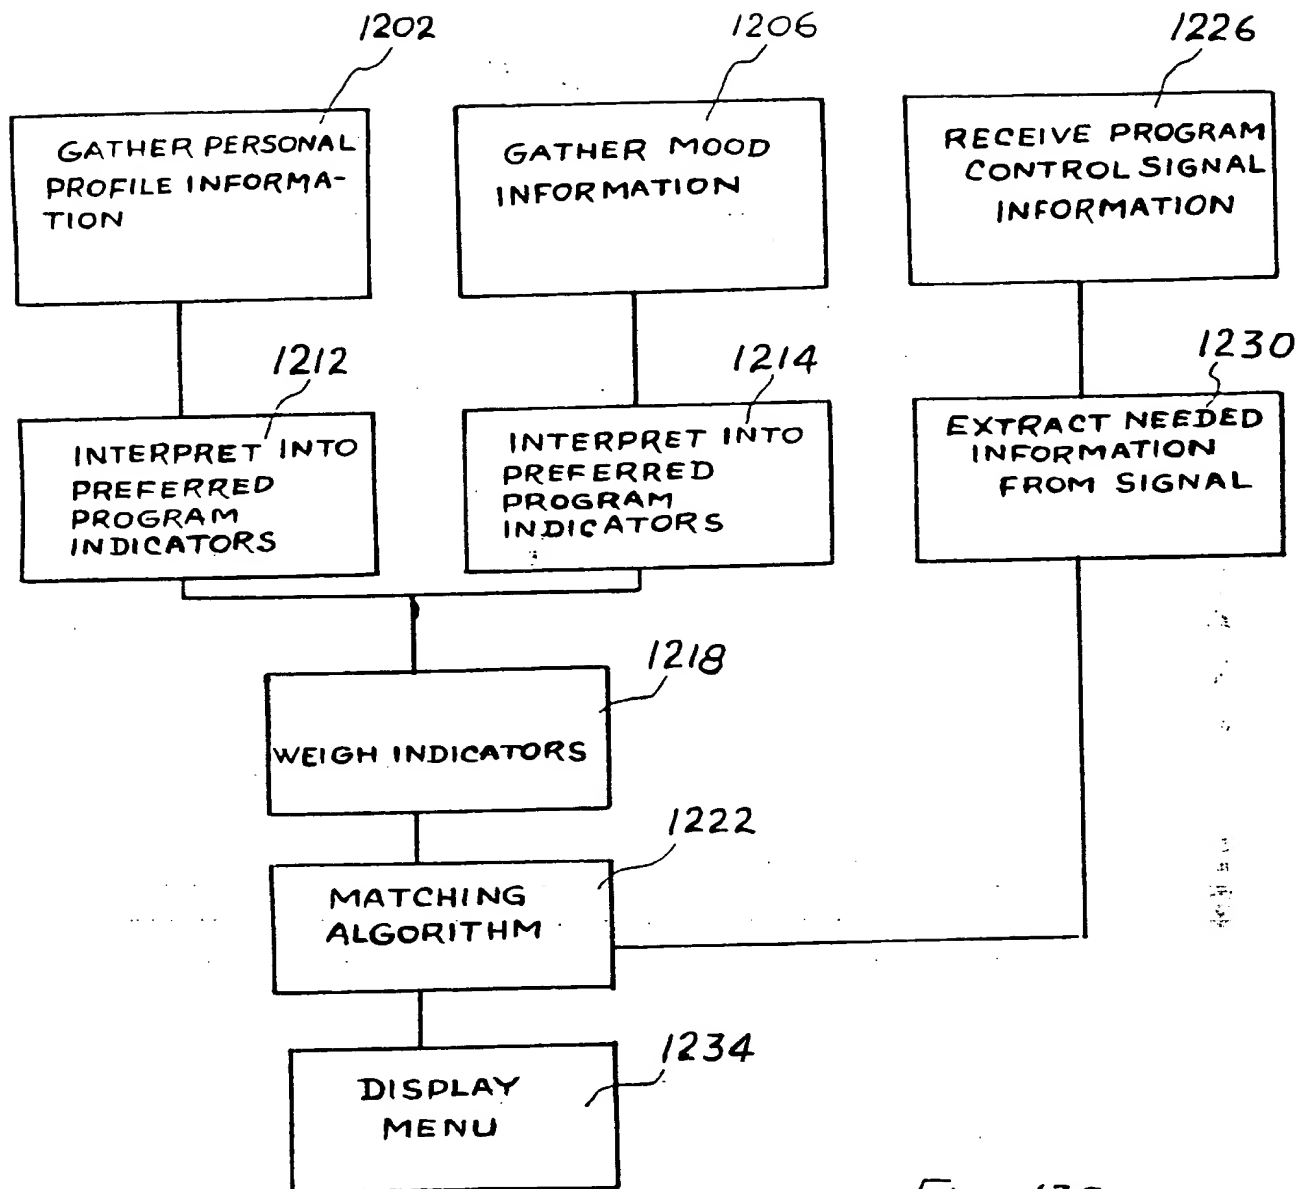 1202
GATHER PERSONAL
PROFILE INFORMA-
TION
1206
GATHER MOOD
INFORMATION
1226
RECEIVE PROGRAM
CONTROL SIGNAL
INFORMATION
1212
INTERPRET INTO
PREFERRED
PROGRAM
INDICATORS
1214
INTERPRET INTO
PREFERRED
PROGRAM
INDICATORS
1230
EXTRACT NEEDED
INFORMATION
FROM SIGNAL
1218
WEIGH INDICATORS
1222
MATCHING
ALGORITHM
1234
DISPLAY
MENU